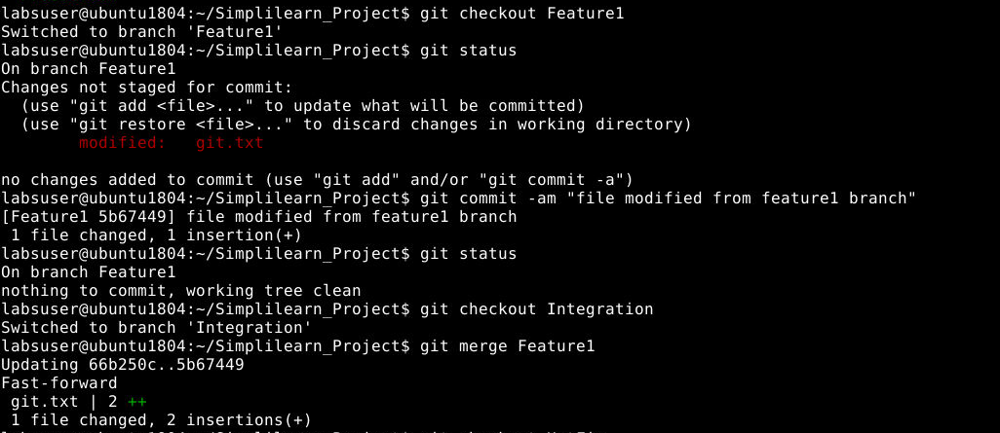 labsuser@ubuntu1804:~/Simplilearn_Project$ git checkout Feature1
Switched to branch 'Feature1'
labsuser@ubuntu1804:~/Simplilearn_Project$ git status
On branch Feature1
Changes not staged for commit:
  (use "git add <file>..." to update what will be committed)
  (use "git restore <file>..." to discard changes in working directory)
        modified:   git.txt

no changes added to commit (use "git add" and/or "git commit -a")
labsuser@ubuntu1804:~/Simplilearn_Project$ git commit -am "file modified from feature1 branch"
[Feature1 5b67449] file modified from feature1 branch
 1 file changed, 1 insertion(+)
labsuser@ubuntu1804:~/Simplilearn_Project$ git status
On branch Feature1
nothing to commit, working tree clean
labsuser@ubuntu1804:~/Simplilearn_Project$ git checkout Integration
Switched to branch 'Integration'
labsuser@ubuntu1804:~/Simplilearn_Project$ git merge Feature1
Updating 66b250c..5b67449
Fast-forward
 git.txt | 2 ++
 1 file changed, 2 insertions(+)